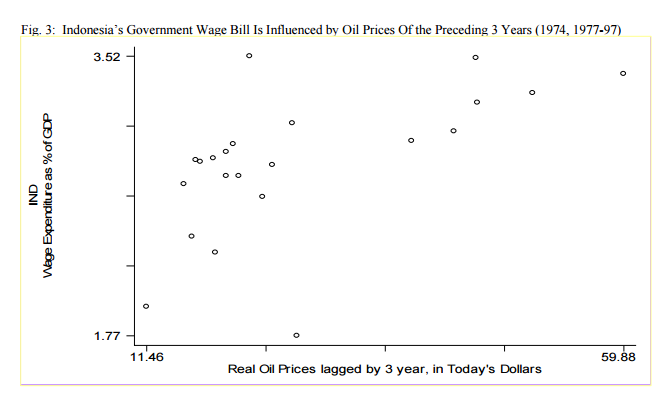 Fig. 3: Indonesia's Government Wage Bill Is Influenced by Oil Prices Of the Preceding 3 Years (1974, 1977-97)
3.52
IND
Wage Expenditure as % of GDP
1.77
11.46
59.88
Real Oil Prices lagged by 3 year, in Today's Dollars